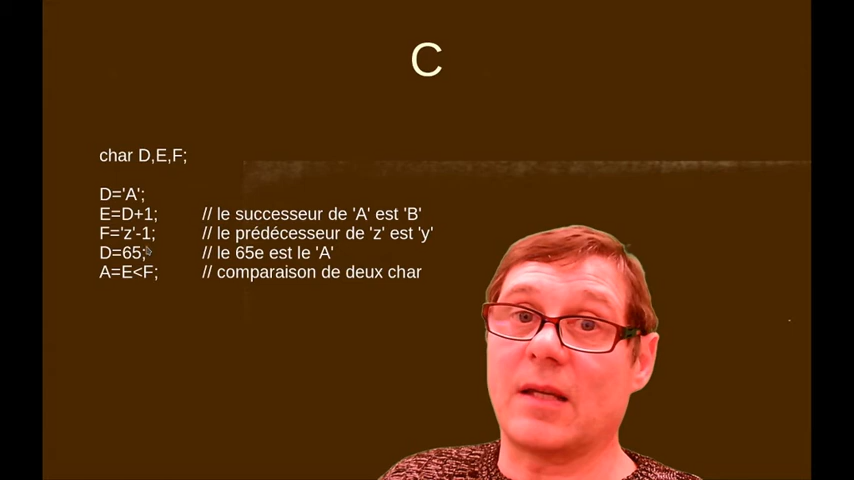 C
char D,E,F;
D='A';
E=D+1; // le successeur de 'A' est 'B'
F='z'-1; // le prédécesseur de 'z' est 'y'
D=65; // le 65e est le 'A'
A=E<F; // comparaison de deux char